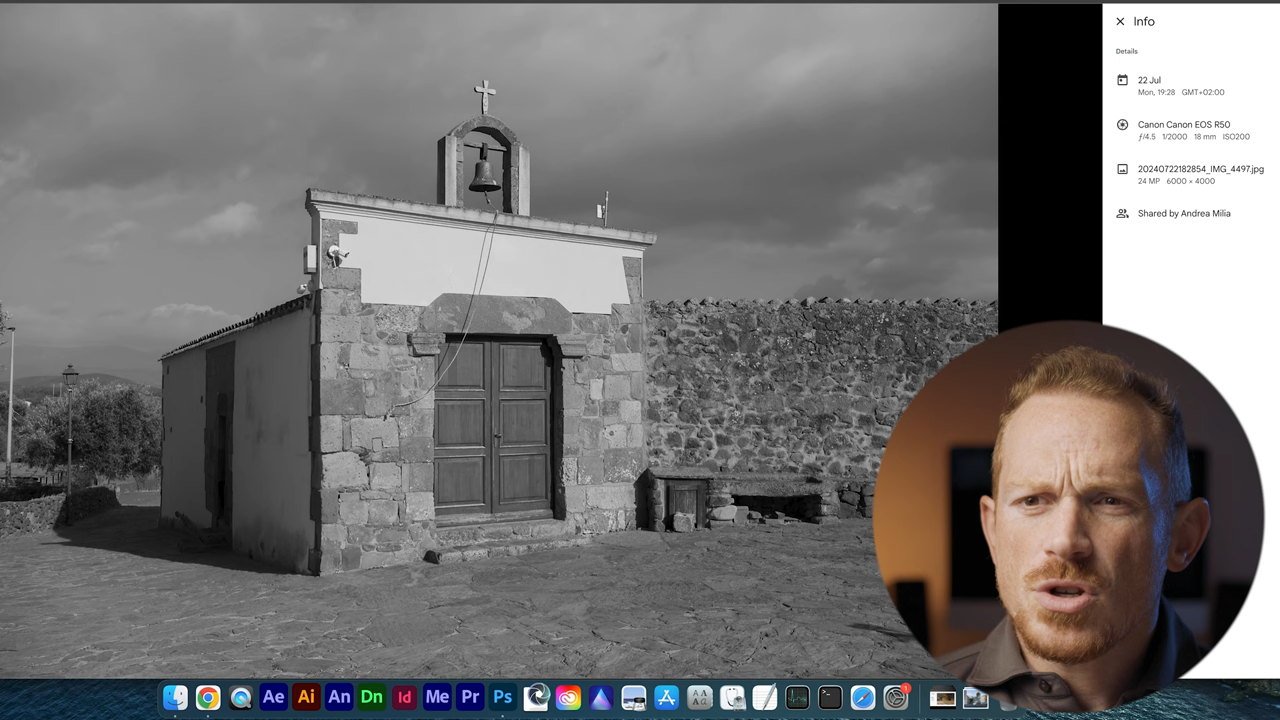 Info
Details
22 Jul
Mon, 19:28 GMT+02:00
Canon Canon EOS R50
ƒ/4.5 1/2000 18 mm ISO200
20240722182854_IMG_4497.jpg
24 MP 6000 × 4000
Shared by Andrea Milia
Ae Ai An Dn Id Me Pr Ps
1